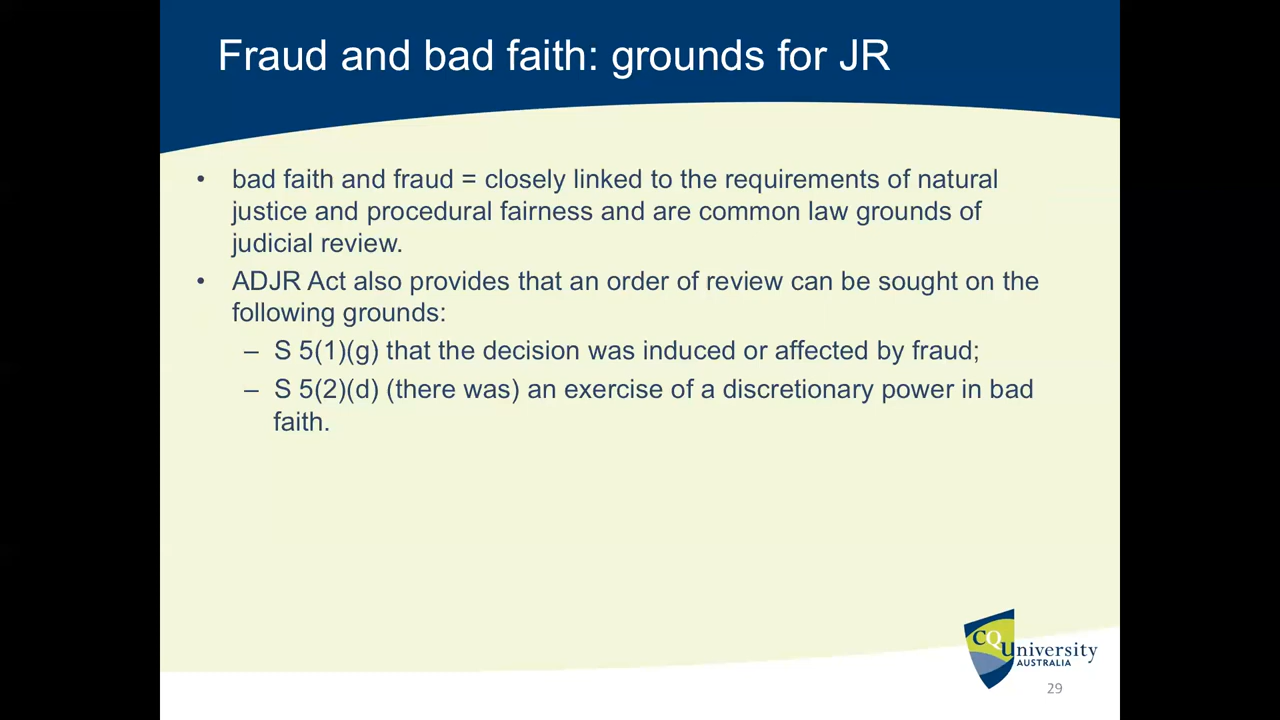 Fraud and bad faith: grounds for JR
• bad faith and fraud = closely linked to the requirements of natural
justice and procedural fairness and are common law grounds of
judicial review.
• ADJR Act also provides that an order of review can be sought on the
following grounds:
– S 5(1)(g) that the decision was induced or affected by fraud;
– S 5(2)(d) (there was) an exercise of a discretionary power in bad
faith.
CQUniversity
AUSTRALIA
29